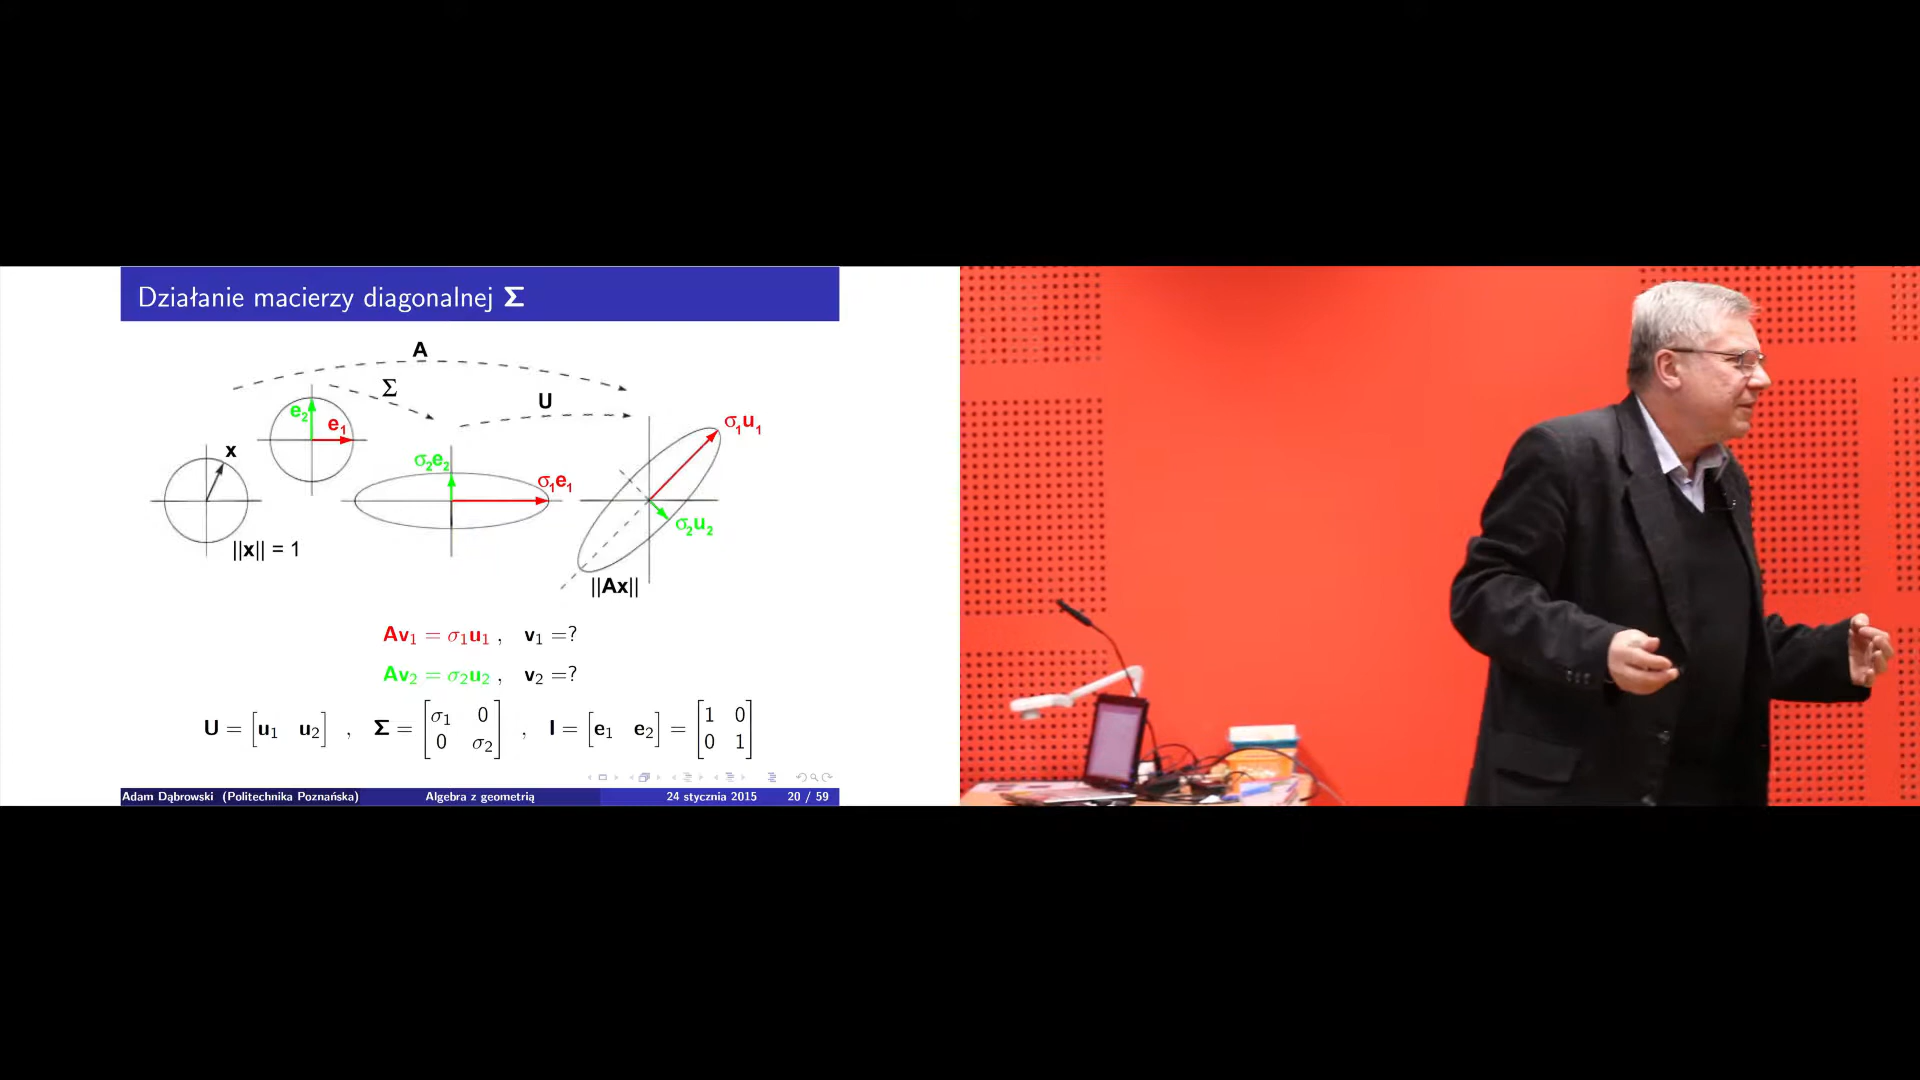 Działanie macierzy diagonalnej Σ
A
Σ
U
e₂
e₁
x
||x|| = 1
σ₂e₂
σ₁e₁
σ₁u₁
σ₂u₂
||Ax||
Av₁ = σ₁u₁ , v₁ =?
Av₂ = σ₂u₂ , v₂ =?
U = [u₁ u₂] , Σ = [σ₁ 0 0 σ₂] , I = [e₁ e₂] = [1 0 0 1]
Adam Dąbrowski (Politechnika Poznańska) Algebra z geometrią 24 stycznia 2015 20 / 59